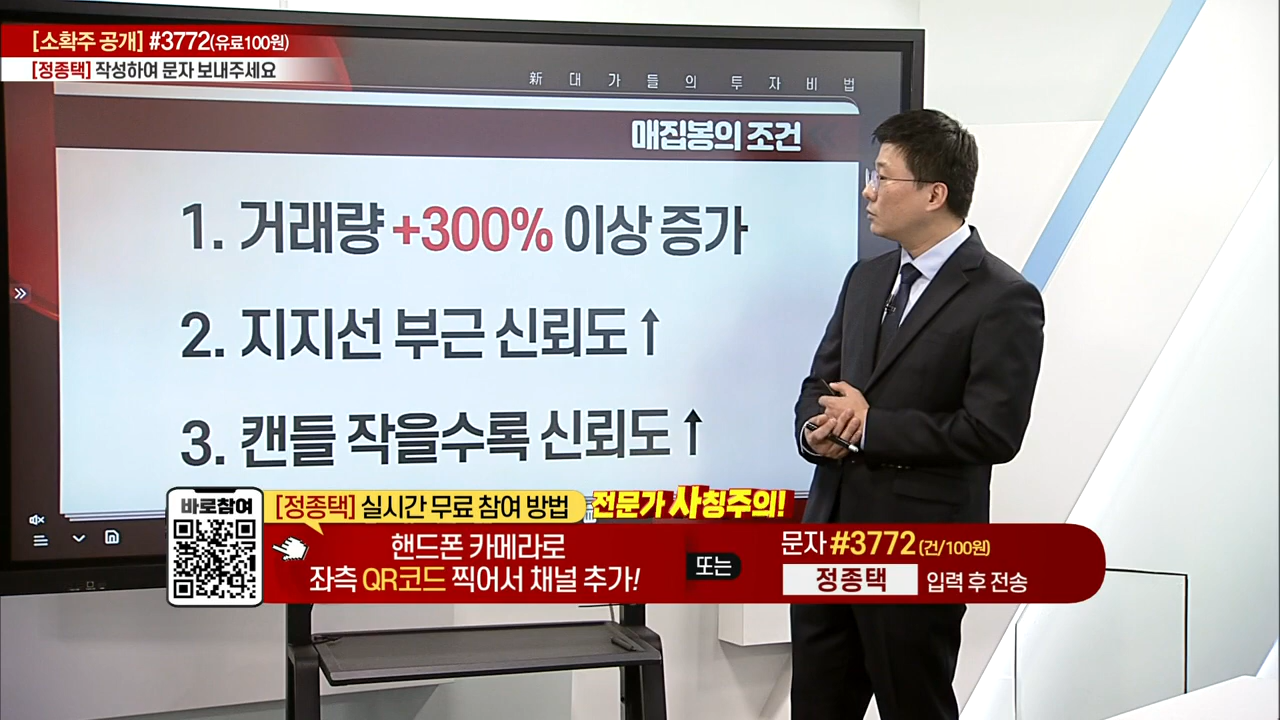 [소확주 공개] #3772(유료100원)
[정종택] 작성하여 문자 보내주세요
新 대가들의 투자비법
매집봉의 조건
1. 거래량 +300% 이상 증가
2. 지지선 부근 신뢰도 ↑
3. 캔들 작을수록 신뢰도 ↑
바로참여
[정종택] 실시간 무료 참여 방법
전문가 사칭주의!
핸드폰 카메라로
좌측 QR코드 찍어서 채널 추가!
또는
문자 #3772 (건/100원)
정종택 입력 후 전송